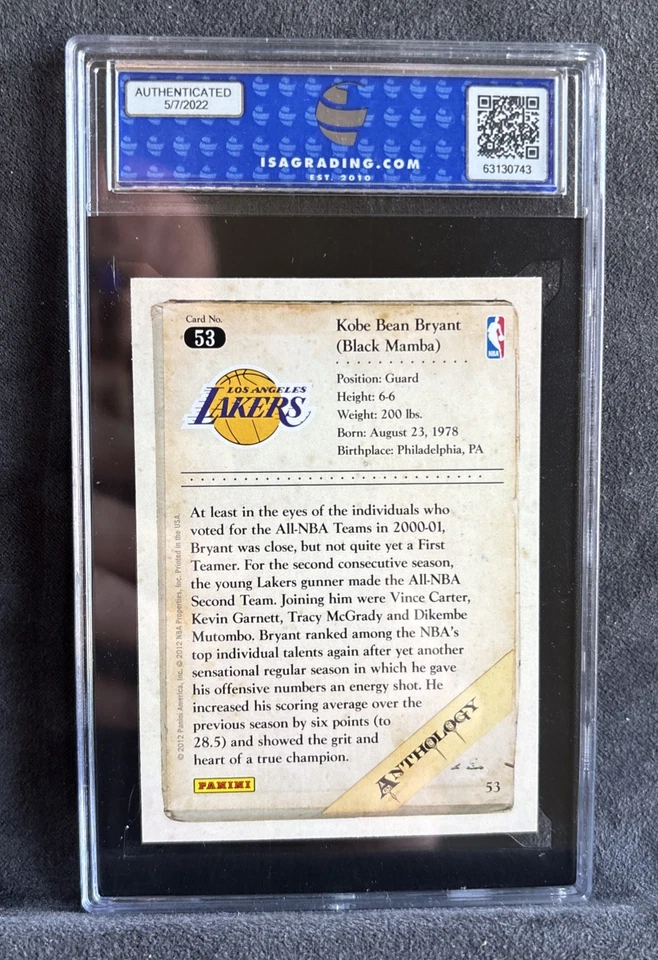 AUTHENTICATED
5/7/2022
ISAGRADING.COM
EST. 2010
63130743
Card No.
53
Kobe Bean Bryant
(Black Mamba)
NBA
LOS ANGELES
LAKERS
Position: Guard
Height: 6-6
Weight: 200 lbs.
Born: August 23, 1978
Birthplace: Philadelphia, PA
At least in the eyes of the individuals who
voted for the All-NBA Teams in 2000-01,
Bryant was close, but not quite yet a First
Teamer. For the second consecutive season,
the young Lakers gunner made the All-NBA
Second Team. Joining him were Vince Carter,
Kevin Garnett, Tracy McGrady and Dikembe
Mutombo. Bryant ranked among the NBA's
top individual talents again after yet another
sensational regular season in which he gave
his offensive numbers an energy shot. He
increased his scoring average over the
previous season by six points (to
28.5) and showed the grit and
heart of a true champion.
© 2012 Panini America, Inc. © 2012 NBA Properties, Inc. Printed in the USA.
PANINI
ANTHOLOGY
53